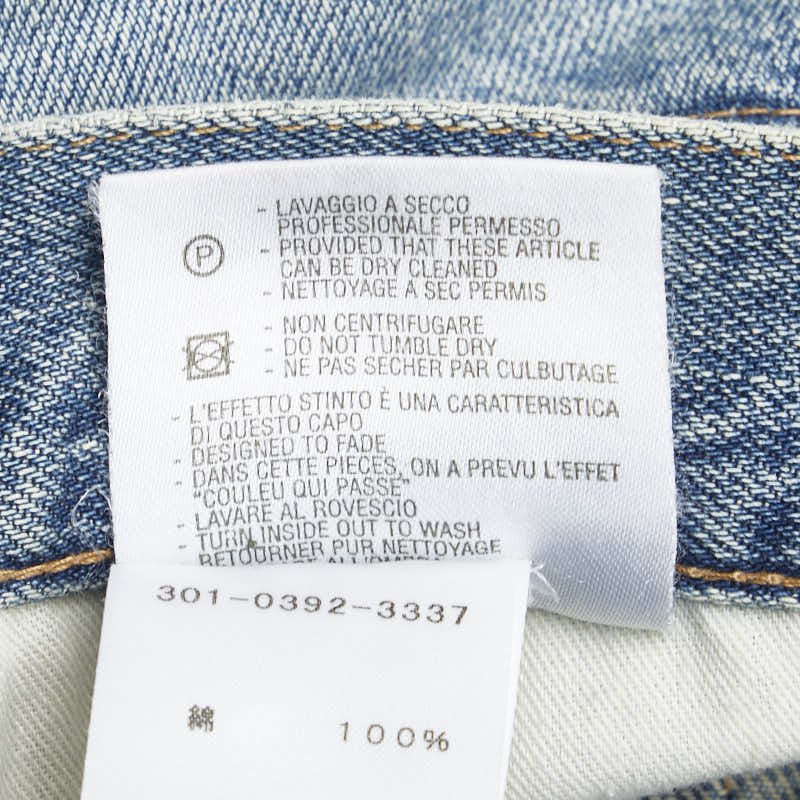 - LAVAGGIO A SECCO
PROFESSIONALE PERMESSO
- PROVIDED THAT THESE ARTICLE
CAN BE DRY CLEANED
- NETTOYAGE A SEC PERMIS
P
- NON CENTRIFUGARE
- DO NOT TUMBLE DRY
- NE PAS SECHER PAR CULBUTAGE
- L'EFFETTO STINTO È UNA CARATTERISTICA
DI QUESTO CAPO
- DESIGNED TO FADE
- DANS CETTE PIECES, ON A PREVU L'EFFET
"COULEU QUI PASSE"
- LAVARE AL ROVESCIO
- TURN INSIDE OUT TO WASH
- RETOURNER PUR NETTOYAGE
301-0392-3337
綿 100%